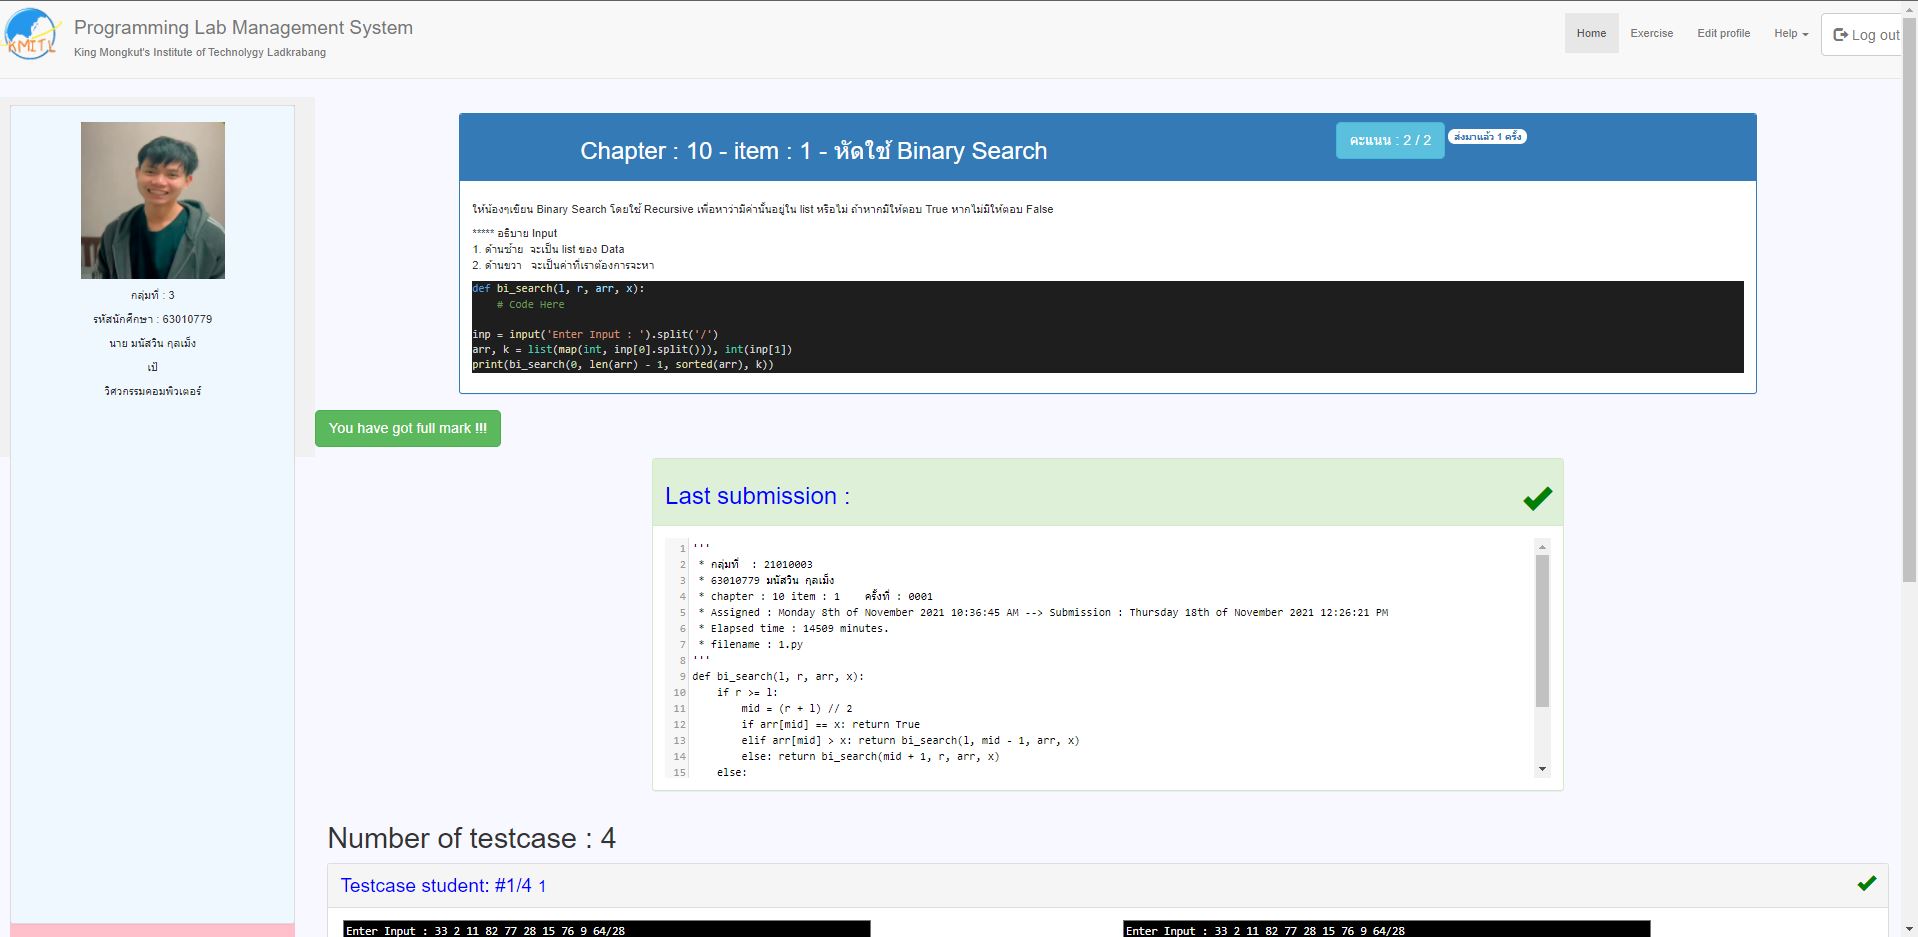 KMITL
Programming Lab Management System
King Mongkut's Institute of Technolygy Ladkrabang
Home Exercise Edit profile Help Log out
กลุ่มที่ : 3
รหัสนักศึกษา : 63010779
นาย มนัสวิน กุลเม็ง
เป้
วิศวกรรมคอมพิวเตอร์
Chapter : 10 - item : 1 - หัดใช้ Binary Search
คะแนน : 2 / 2 ส่งมาแล้ว 1 ครั้ง
ให้น้องๆเขียน Binary Search โดยใช้ Recursive เพื่อหาว่ามีค่านั้นอยู่ใน list หรือไม่ ถ้าหากมีให้ตอบ True หากไม่มีให้ตอบ False
***** อธิบาย Input
1. ด้านซ้าย จะเป็น list ของ Data
2. ด้านขวา จะเป็นค่าที่เราต้องการจะหา
def bi_search(l, r, arr, x):
# Code Here
inp = input('Enter Input : ').split('/')
arr, k = list(map(int, inp[0].split())), int(inp[1])
print(bi_search(0, len(arr) - 1, sorted(arr), k))
You have got full mark !!!
Last submission :
1 '''
2 * กลุ่มที่ : 21010003
3 * 63010779 มนัสวิน กุลเม็ง
4 * chapter : 10 item : 1 ครั้งที่ : 0001
5 * Assigned : Monday 8th of November 2021 10:36:45 AM --> Submission : Thursday 18th of November 2021 12:26:21 PM
6 * Elapsed time : 14509 minutes.
7 * filename : 1.py
8 '''
9 def bi_search(l, r, arr, x):
10 if r >= l:
11 mid = (r + l) // 2
12 if arr[mid] == x: return True
13 elif arr[mid] > x: return bi_search(l, mid - 1, arr, x)
14 else: return bi_search(mid + 1, r, arr, x)
15 else:
Number of testcase : 4
Testcase student: #1/4 1
Enter Input : 33 2 11 82 77 28 15 76 9 64/28
Enter Input : 33 2 11 82 77 28 15 76 9 64/28